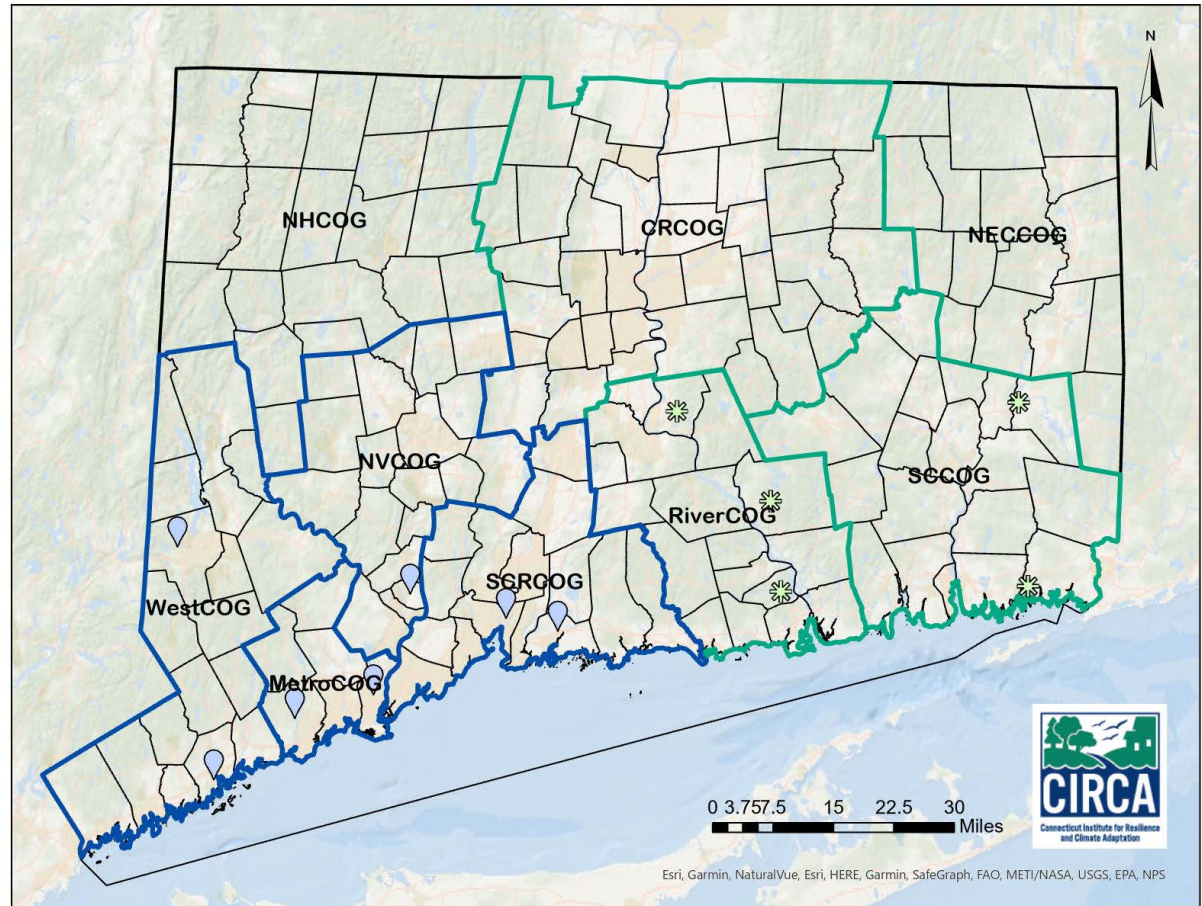 N
NHCOG
CRCOG
NECCOG
NVCOG
SCCOG
RiverCOG
SCRCOG
WestCOG
MetroCOG
0 3.757.5 15 22.5 30
Miles
CIRCA
Connecticut Institute for Resilience
and Climate Adaptation
Esri, Garmin, NaturalVue, Esri, HERE, Garmin, SafeGraph, FAO, METI/NASA, USGS, EPA, NPS